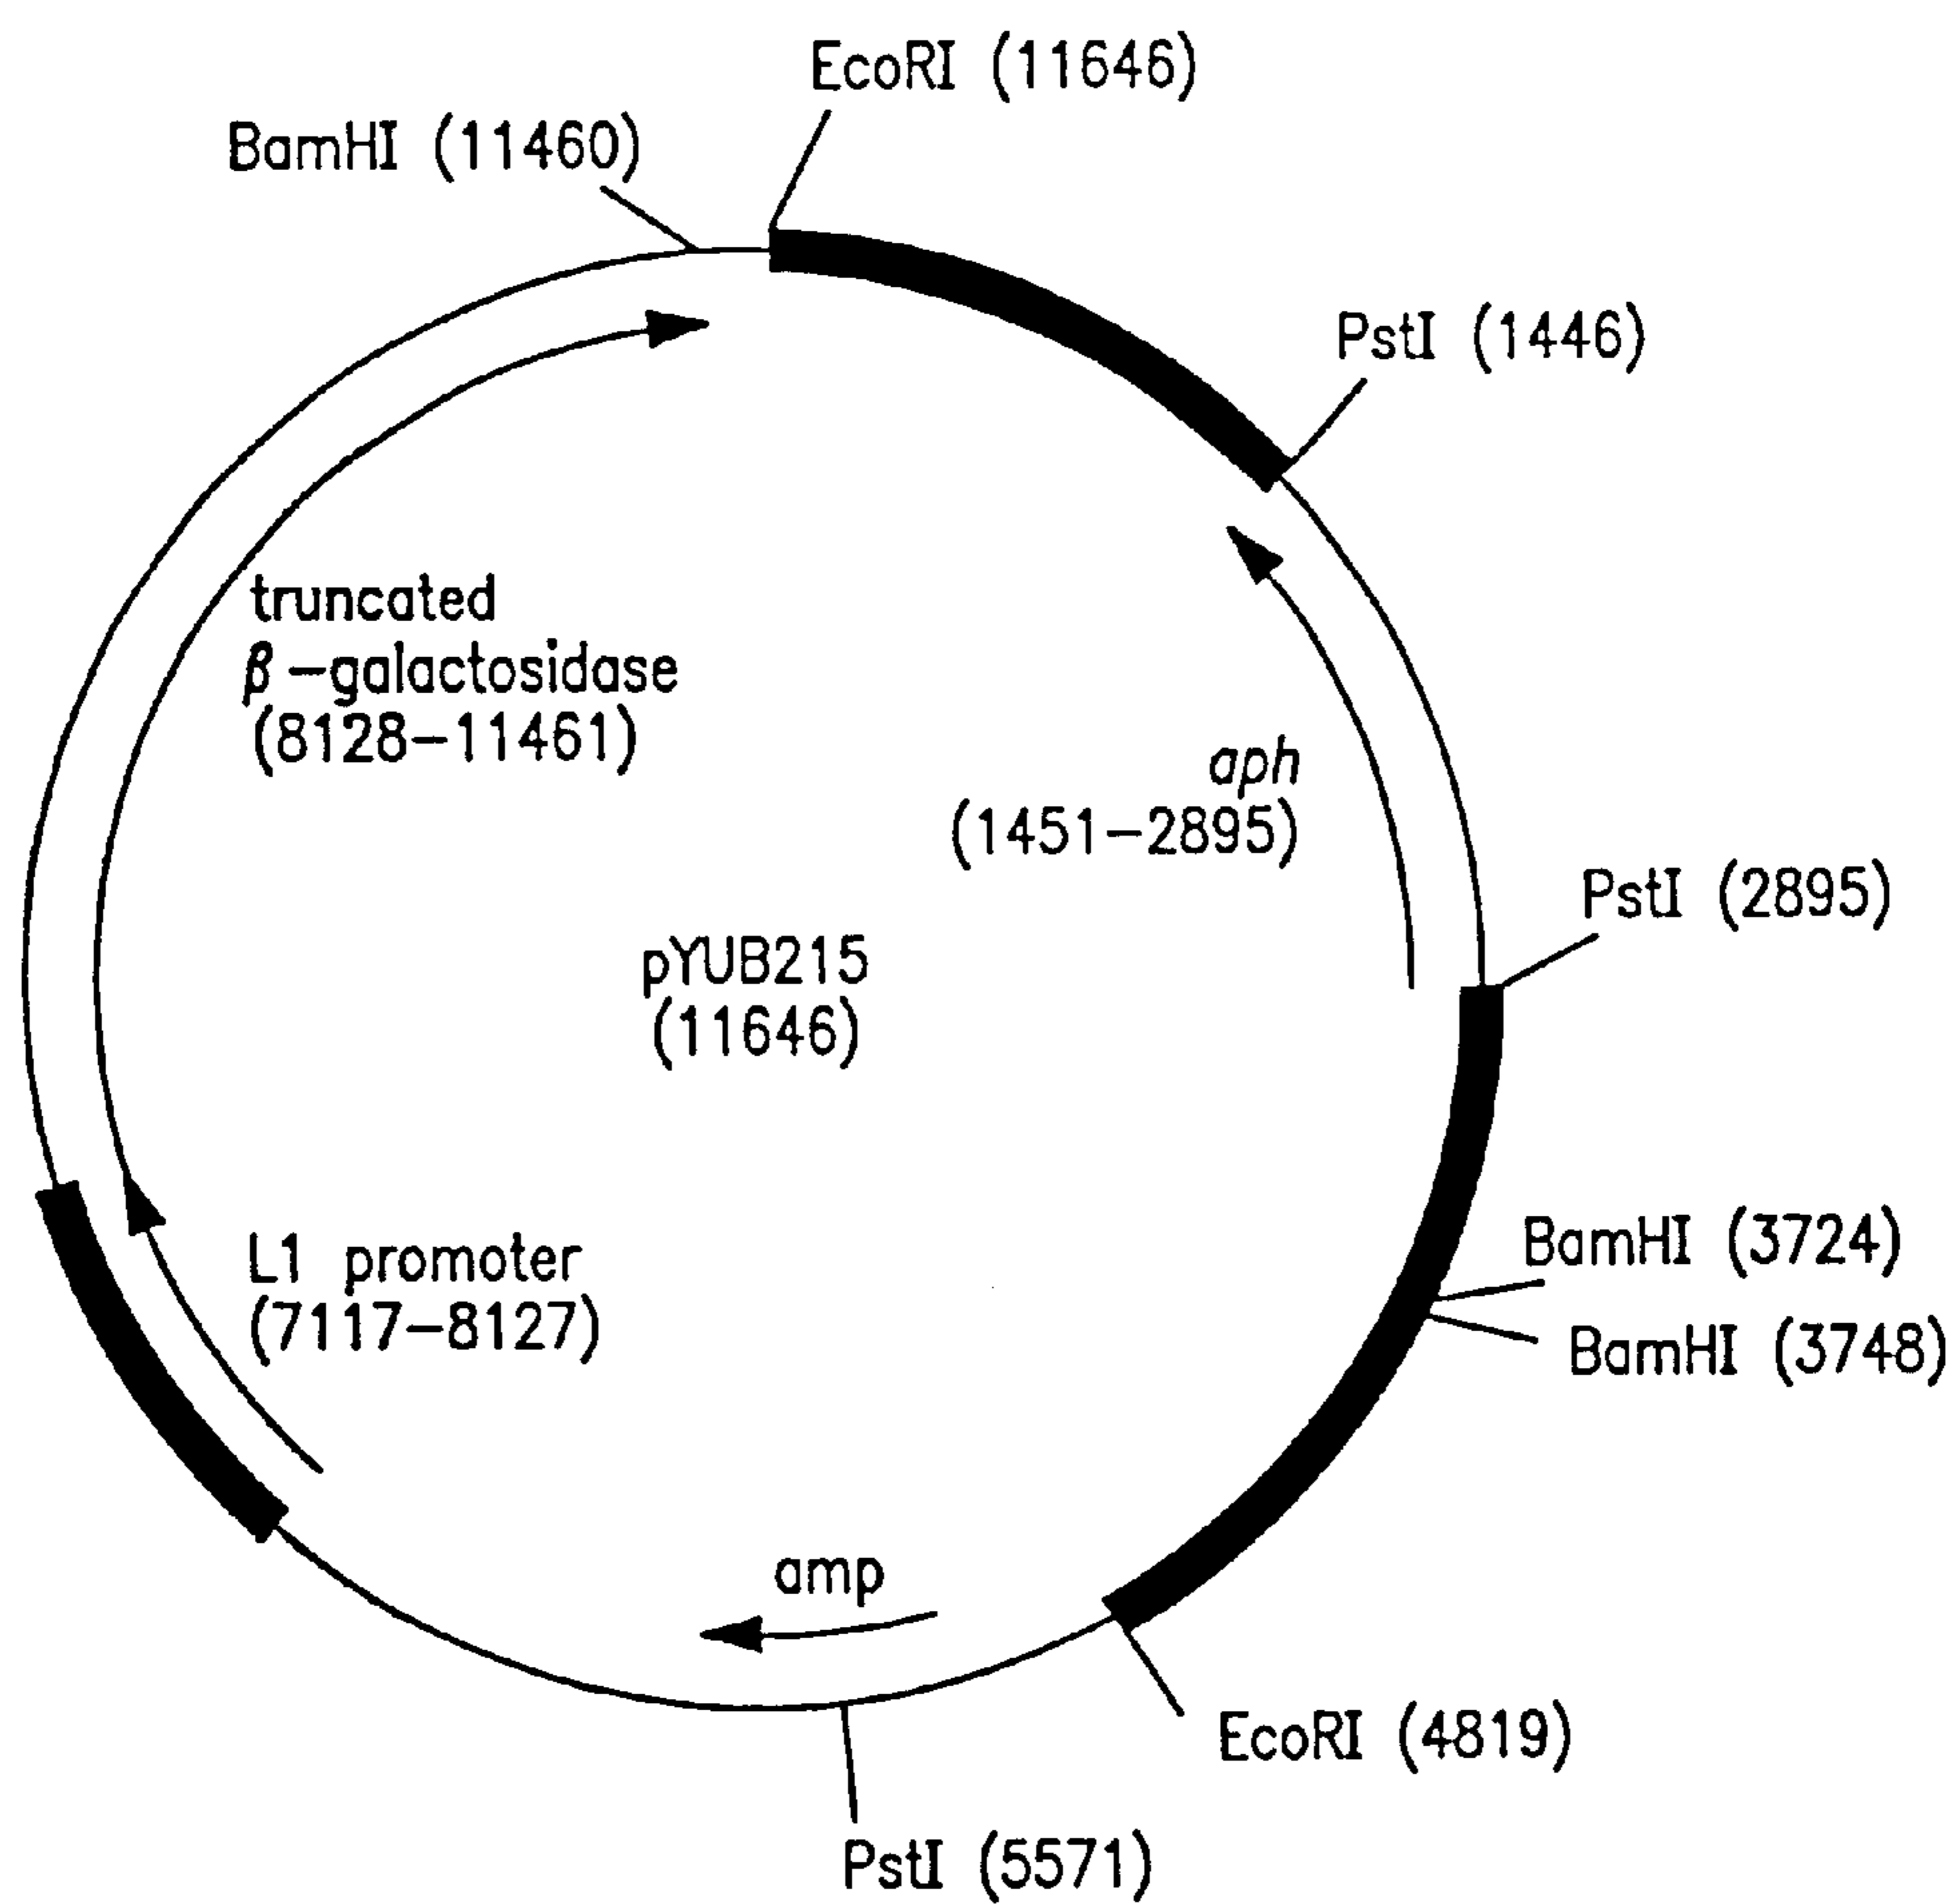 EcoRI (11646)
BamHI (11460)
PstI (1446)
truncated
β-galactosidase
(8128-11461)
aph
(1451-2895)
PstI (2895)
pYUB215
(11646)
BamHI (3724)
L1 promoter
(7117-8127)
BamHI (3748)
amp
EcoRI (4819)
PstI (5571)